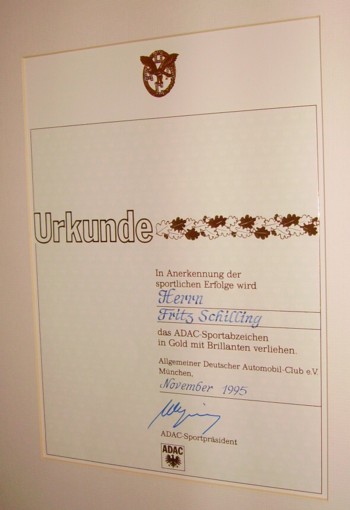 Urkunde
In Anerkennung der
sportlichen Erfolge wird
Herrn
Fritz Schilling
das ADAC-Sportabzeichen
in Gold mit Brillanten verliehen.
Allgemeiner Deutscher Automobil-Club e.V.
München,
November 1995
ADAC-Sportpräsident
ADAC